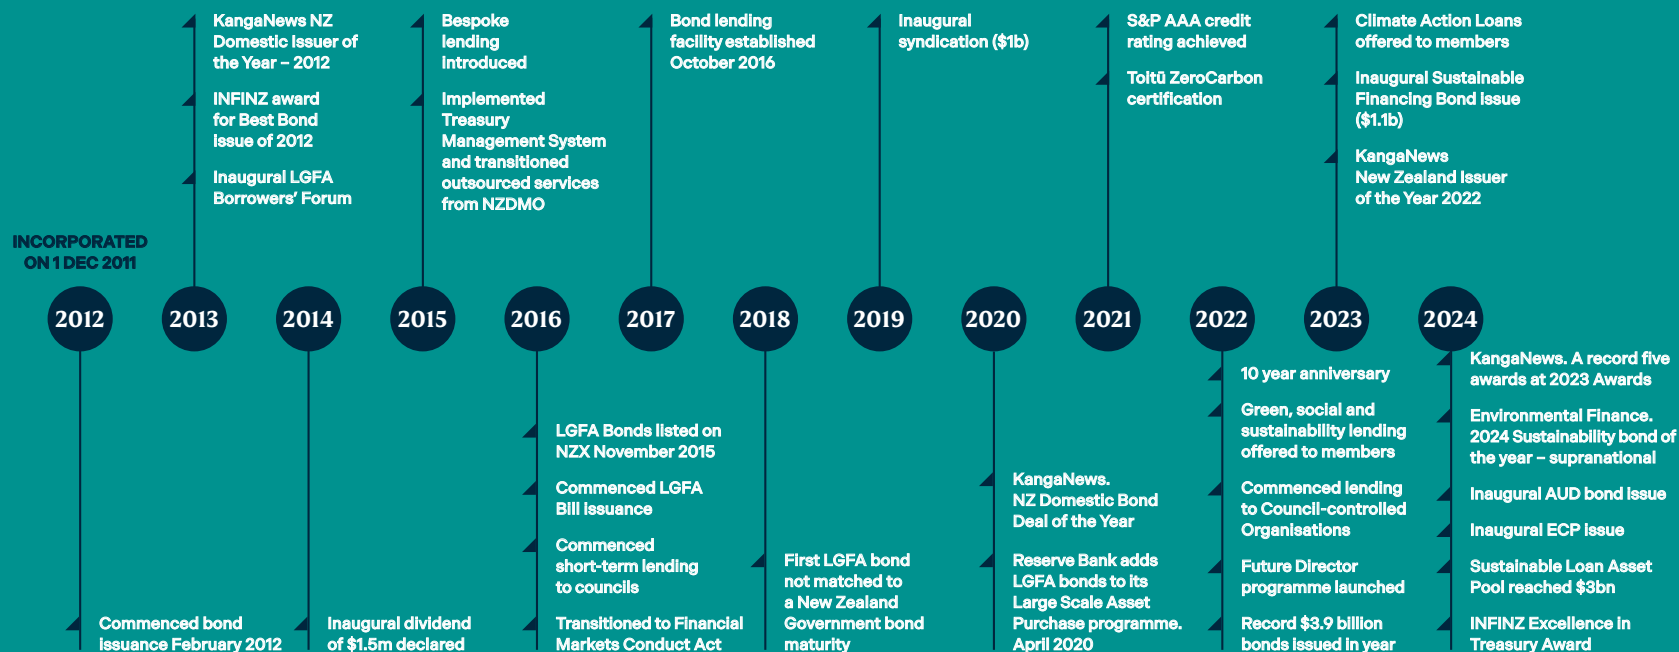 KangaNews NZ
Domestic Issuer of
the Year – 2012
INFINZ award
for Best Bond
Issue of 2012
Inaugural LGFA
Borrowers’ Forum
Bespoke
lending
introduced
Implemented
Treasury
Management System
and transitioned
outsourced services
from NZDMO
Bond lending
facility established
October 2016
Inaugural
syndication ($1b)
S&P AAA credit
rating achieved
Toitū ZeroCarbon
certification
Climate Action Loans
offered to members
Inaugural Sustainable
Financing Bond issue
($1.1b)
KangaNews
New Zealand Issuer
of the Year 2022
INCORPORATED
ON 1 DEC 2011
2012 2013 2014 2015 2016 2017 2018 2019 2020 2021 2022 2023 2024
Commenced bond
issuance February 2012
Inaugural dividend
of $1.5m declared
LGFA Bonds listed on
NZX November 2015
Commenced LGFA
Bill issuance
Commenced
short-term lending
to councils
Transitioned to Financial
Markets Conduct Act
First LGFA bond
not matched to
a New Zealand
Government bond
maturity
KangaNews.
NZ Domestic Bond
Deal of the Year
Reserve Bank adds
LGFA bonds to its
Large Scale Asset
Purchase programme.
April 2020
10 year anniversary
Green, social and
sustainability lending
offered to members
Commenced lending
to Council-controlled
Organisations
Future Director
programme launched
Record $3.9 billion
bonds issued in year
KangaNews. A record five
awards at 2023 Awards
Environmental Finance.
2024 Sustainability bond of
the year – supranational
Inaugural AUD bond issue
Inaugural ECP issue
Sustainable Loan Asset
Pool reached $3bn
INFINZ Excellence in
Treasury Award